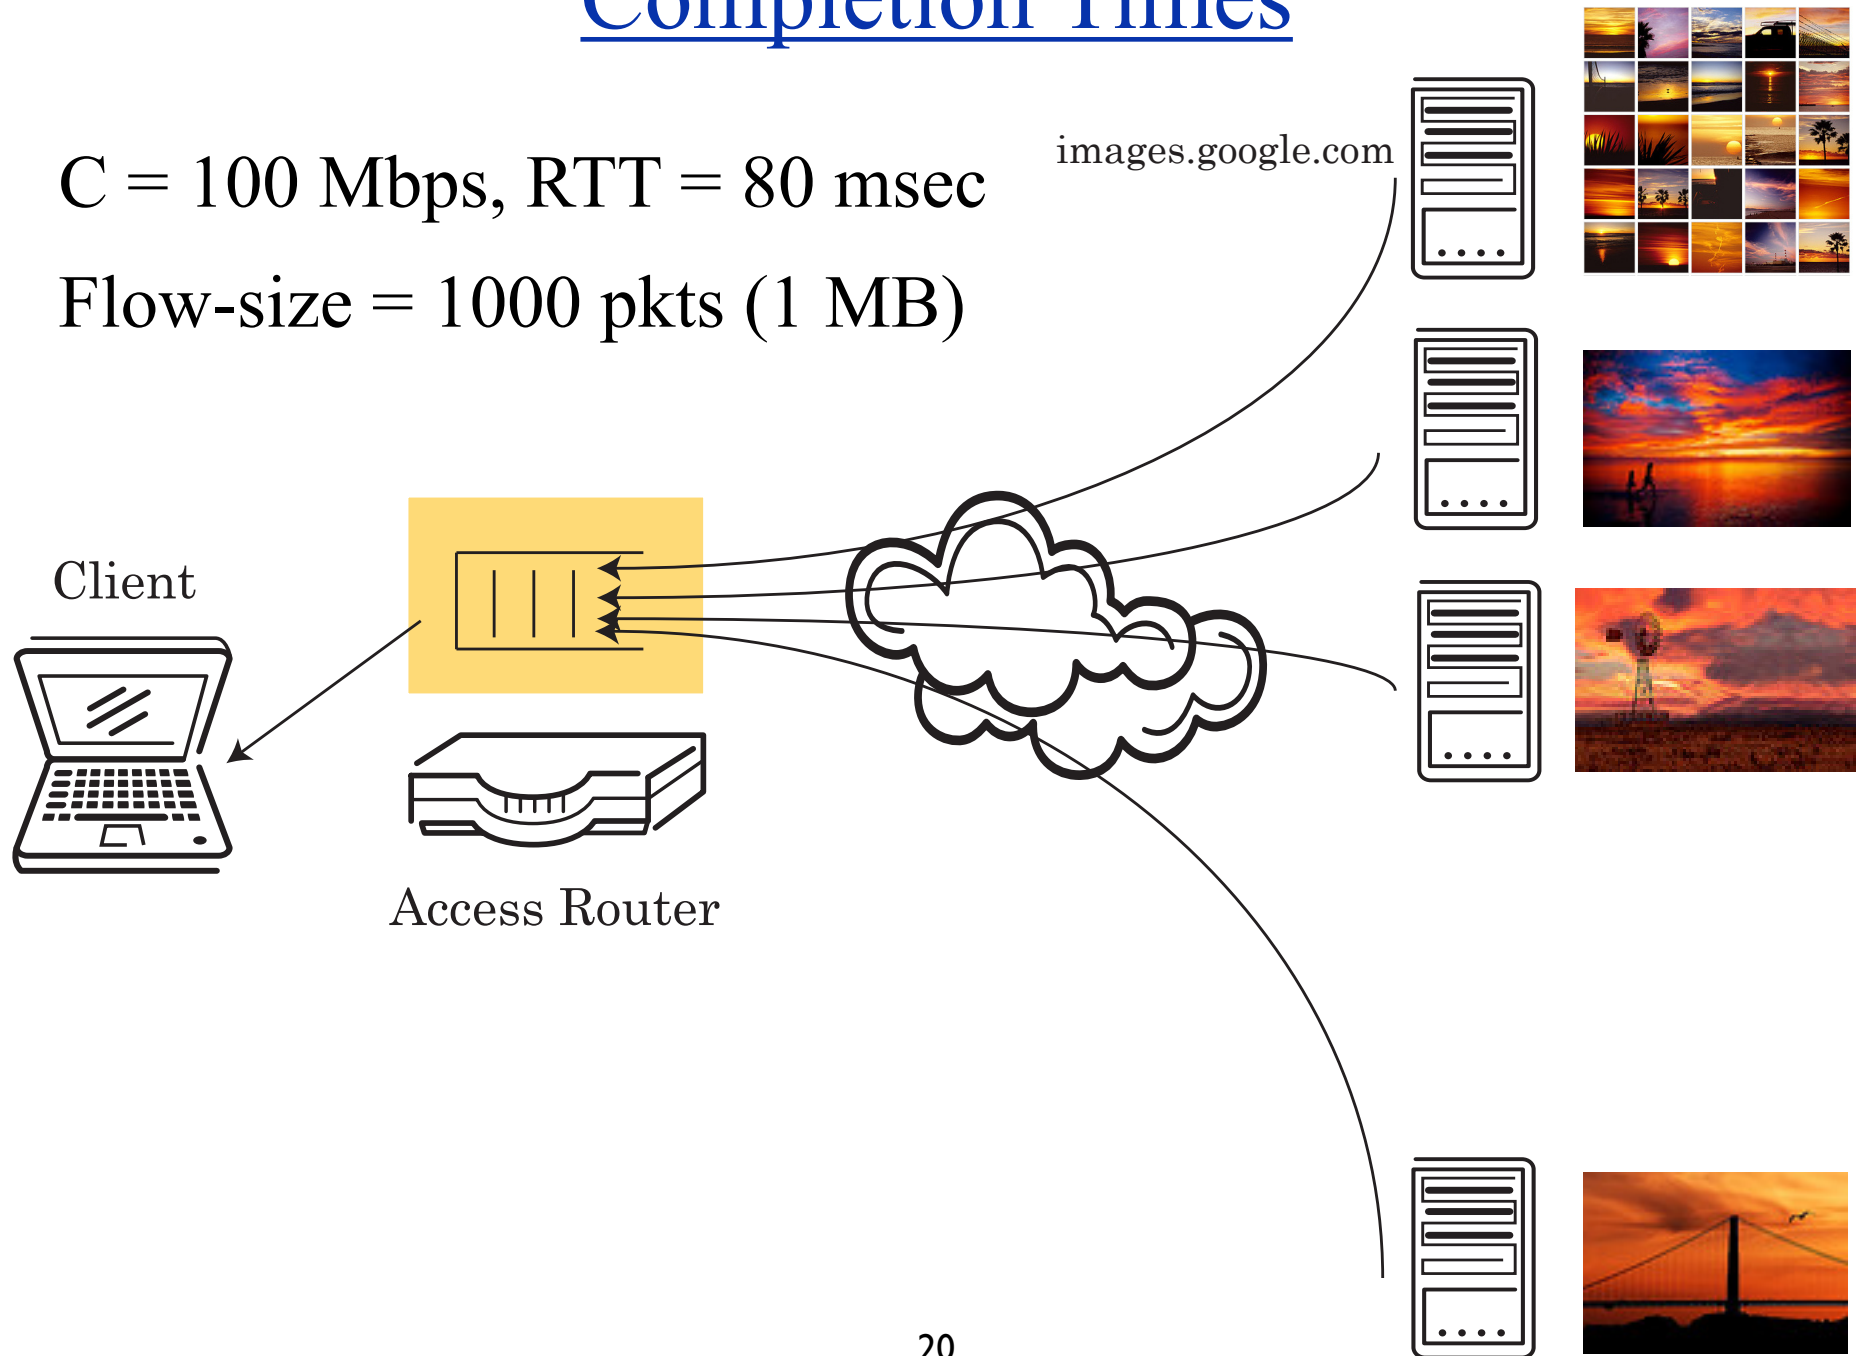 Completion Times
C = 100 Mbps, RTT = 80 msec
Flow-size = 1000 pkts (1 MB)
images.google.com
Client
Access Router
20